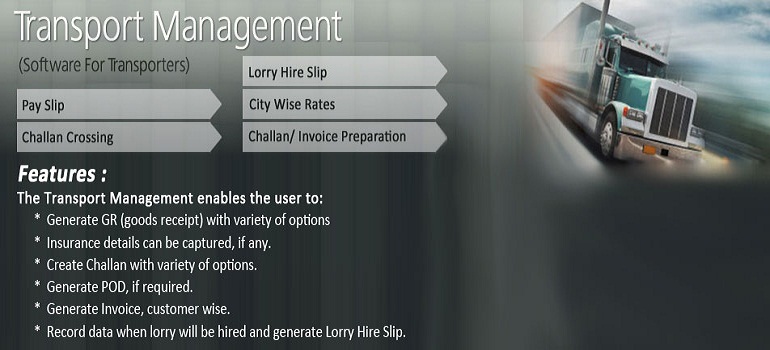 Transport Management
(Software For Transporters)
Lorry Hire Slip
Pay Slip
City Wise Rates
Challan Crossing
Challan/ Invoice Preparation
Features :
The Transport Management enables the user to:
* Generate GR (goods receipt) with variety of options
* Insurance details can be captured, if any.
* Create Challan with variety of options.
* Generate POD, if required.
* Generate Invoice, customer wise.
* Record data when lorry will be hired and generate Lorry Hire Slip.